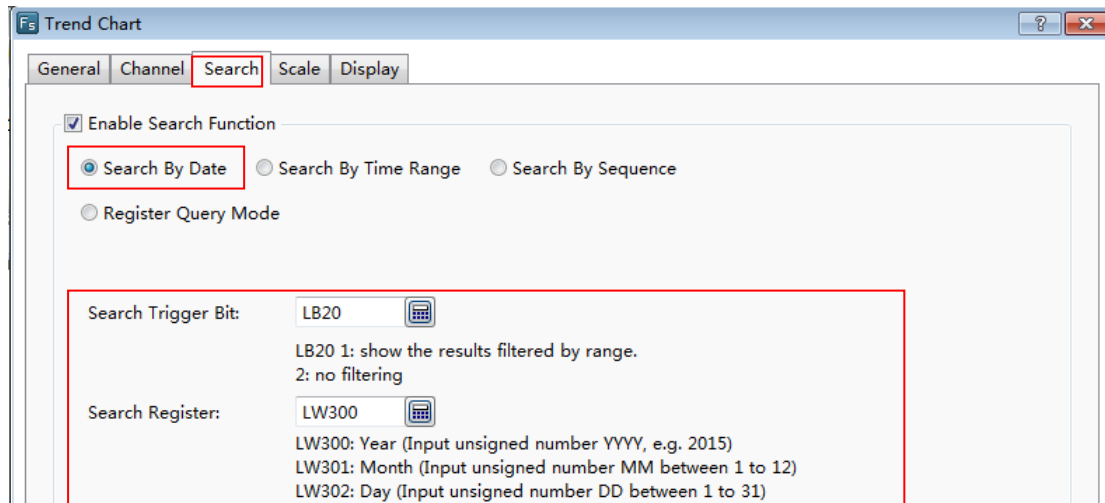 Fs Trend Chart
General Channel Search Scale Display
Enable Search Function
Search By Date Search By Time Range Search By Sequence
Register Query Mode
Search Trigger Bit: LB20
LB20 1: show the results filtered by range.
2: no filtering
Search Register: LW300
LW300: Year (Input unsigned number YYYY, e.g. 2015)
LW301: Month (Input unsigned number MM between 1 to 12)
LW302: Day (Input unsigned number DD between 1 to 31)